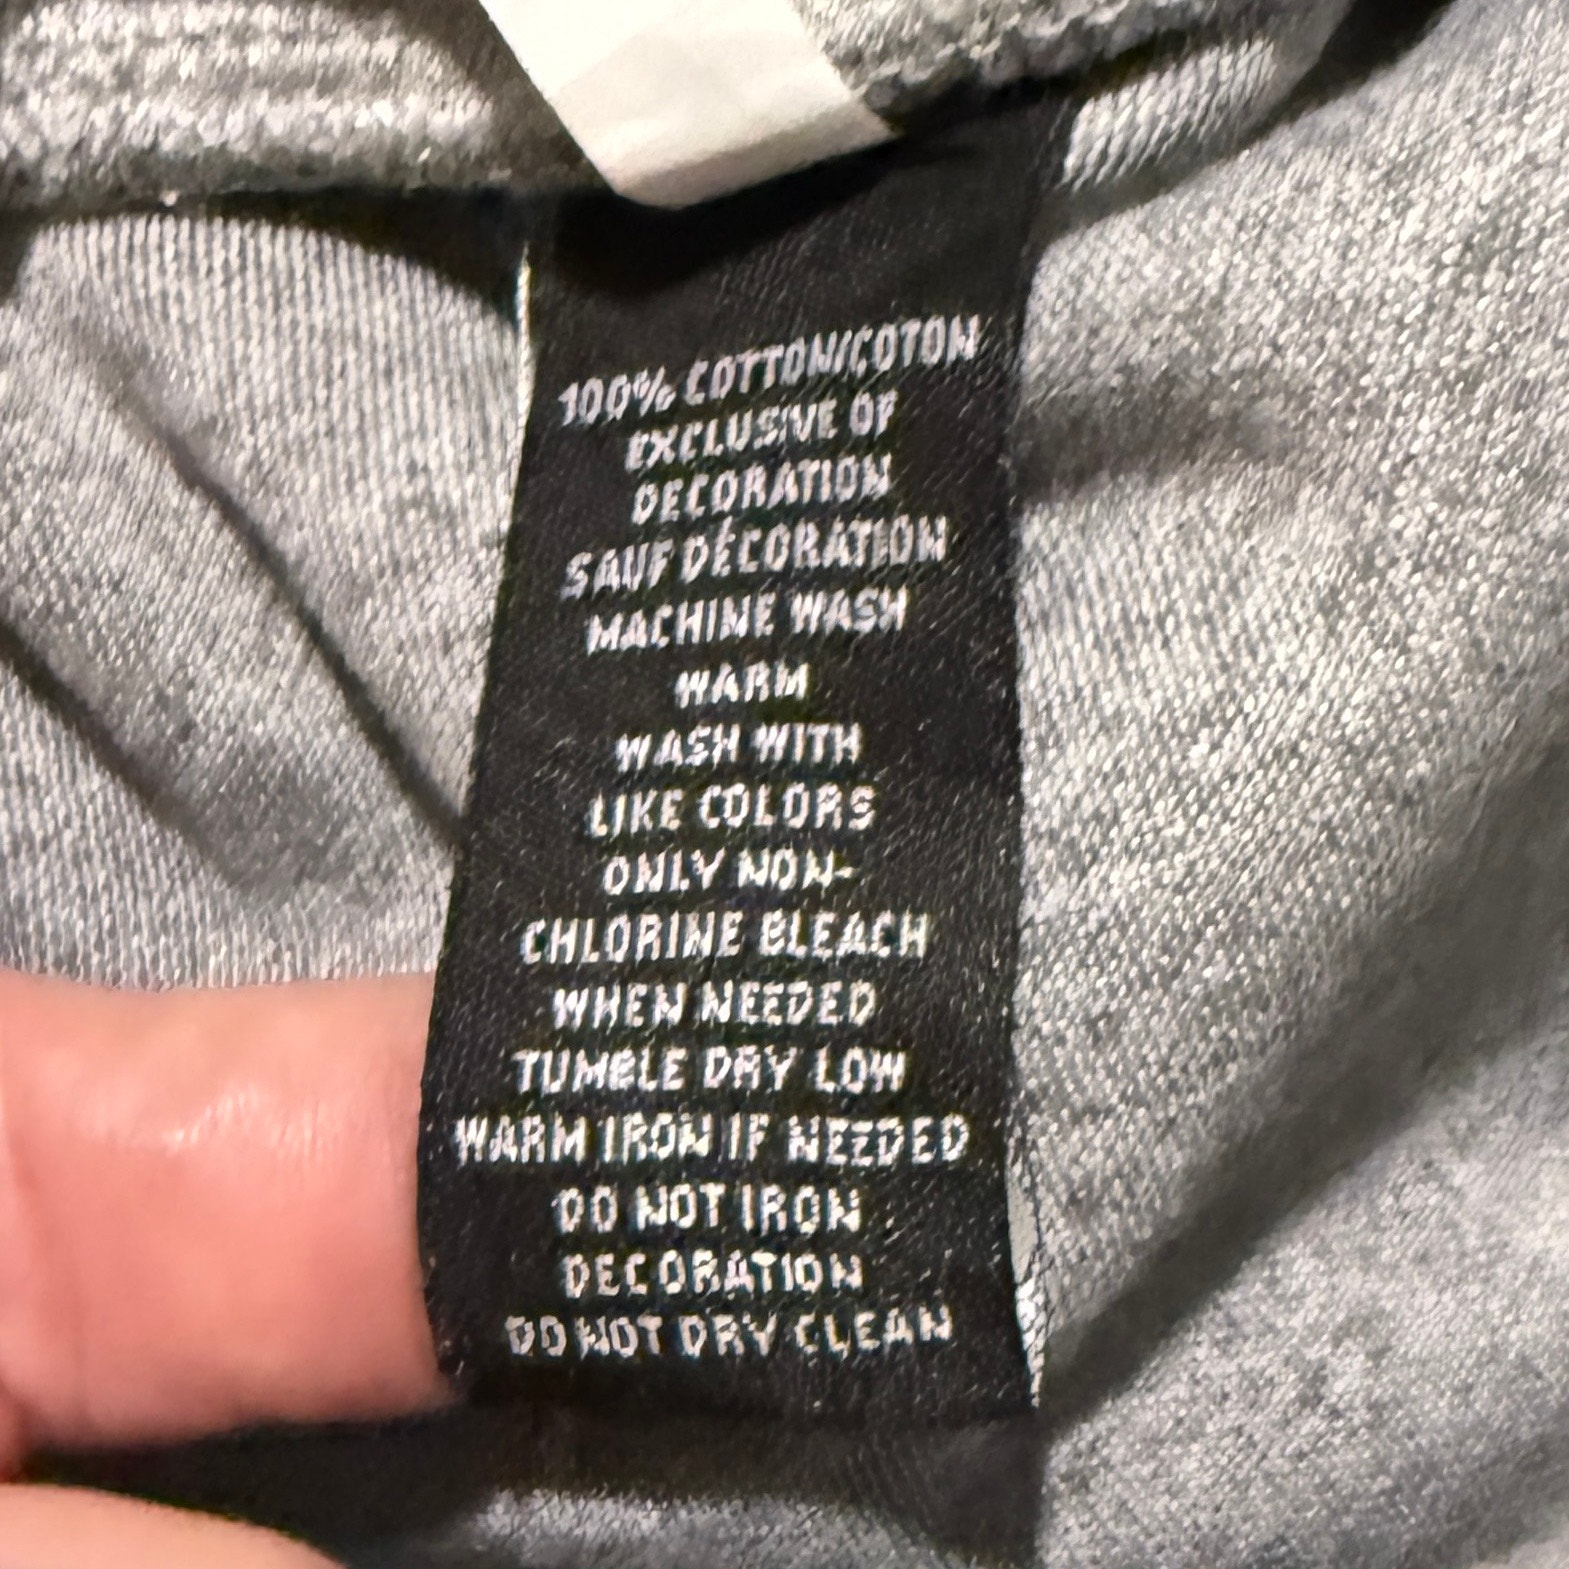 100% COTTON/COTON
EXCLUSIVE OF
DECORATION
SAUF DÉCORATION
MACHINE WASH
WARM
WASH WITH
LIKE COLORS
ONLY NON-
CHLORINE BLEACH
WHEN NEEDED
TUMBLE DRY LOW
WARM IRON IF NEEDED
DO NOT IRON
DECORATION
DO NOT DRY CLEAN